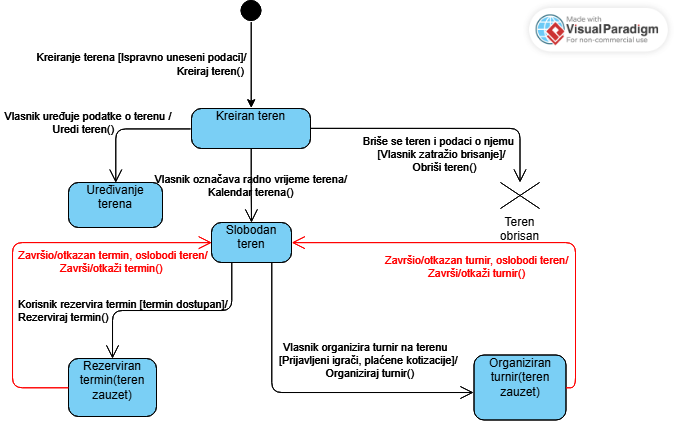 Made with
VisualParadigm
For non-commercial use
Kreiranje terena [Ispravno uneseni podaci]/
Kreiraj teren()
Vlasnik uređuje podatke o terenu /
Uredi teren()
Kreiran teren
Briše se teren i podaci o njemu
[Vlasnik zatražio brisanje]/
Obriši teren()
Vlasnik označava radno vrijeme terena/
Kalendar terena()
Uređivanje
terena
Teren
obrisan
Slobodan
teren
Završio/otkazan termin, oslobodi teren/
Završi/otkaži termin()
Završio/otkazan turnir, oslobodi teren/
Završi/otkaži turnir()
Korisnik rezervira termin [termin dostupan]/
Rezerviraj termin()
Vlasnik organizira turnir na terenu
[Prijavljeni igrači, plaćene kotizacije]/
Organiziraj turnir()
Rezerviran
termin(teren
zauzet)
Organiziran
turnir(teren
zauzet)